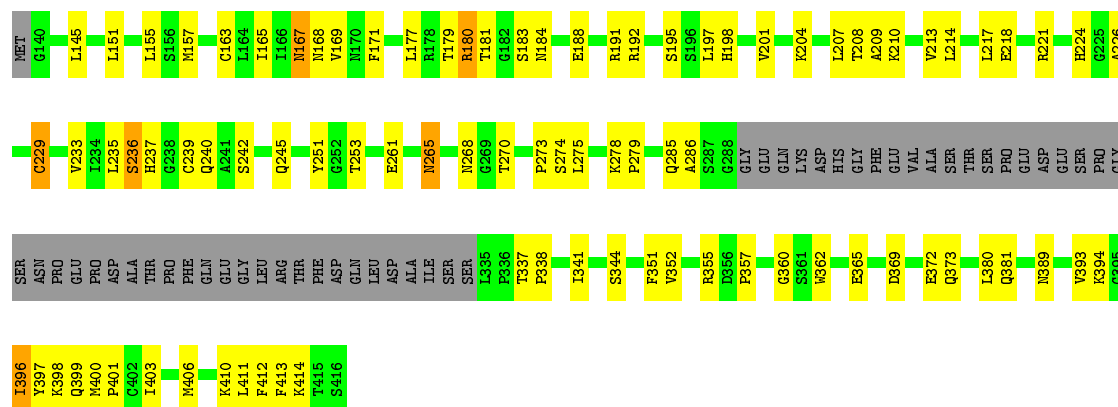 MET G140 L145 L151 L155 S156 M157 C163 L164 I165 I166 N167 N168 V169 N170 F171 L177 R178 T179 R180 T181 G182 S183 N184 E188 R191 R192 S195 S196 L197 H198 V201 K204 L207 T208 A209 K210 V213 L214 L217 E218 R221 H224 G225 A226
C229 V233 I234 L235 S236 H237 G238 C239 Q240 A241 S242 Q245 Y251 G252 T253 E261 N265 N268 G269 T270 P273 S274 L275 K278 P279 Q285 A286 S287 G288 GLY GLU GLN LYS ASP HIS GLY PHE GLU VAL ALA SER THR SER PRO GLU ASP GLU SER PRO GLY
SER ASN PRO GLU PRO ASP ALA THR PRO PHE GLN GLU GLY LEU ARG THR PHE ASP GLN LEU ASP ALA ILE SER SER L335 P336 T337 P338 I341 S344 F351 V352 R355 D356 P357 G360 S361 W362 E365 D369 E372 Q373 L380 Q381 N389 V393 K394 G395
I396 Y397 K398 Q399 M400 P401 C402 I403 M406 K410 L411 F412 F413 K414 T415 S416